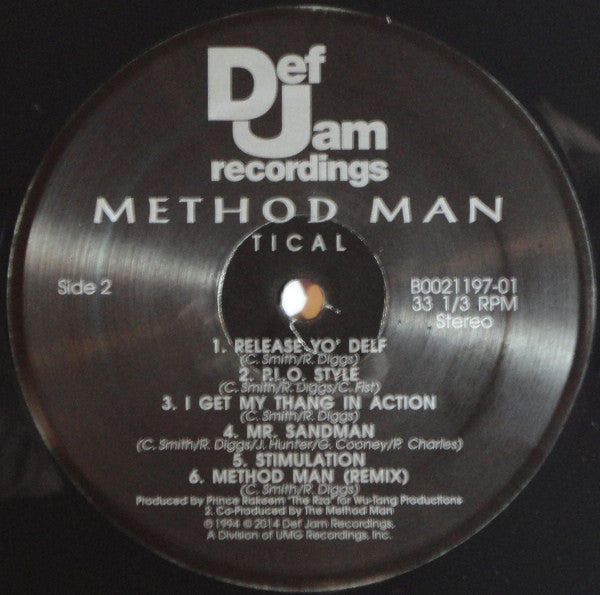 Def
Jam
recordings
METHOD MAN
TICAL
Side 2
B0021197-01
33 1/3 RPM
Stereo
1. RELEASE YO' DELF
(C. Smith/R. Diggs)
2. P.L.O. STYLE
(C. Smith/R. Diggs/C. Fist)
3. I GET MY THANG IN ACTION
(C. Smith/R. Diggs)
4. MR. SANDMAN
(C. Smith/R. Diggs/J. Hunter/G. Cooney/P. Charles)
5. STIMULATION
6. METHOD MAN (REMIX)
(C. Smith/R. Diggs)
Produced by Prince Rakeem "The Rza" for Wu-Tang Productions
2. Co-Produced by The Method Man
℗ 1994 © 2014 Def Jam Recordings,
A Division of UMG Recordings, Inc.